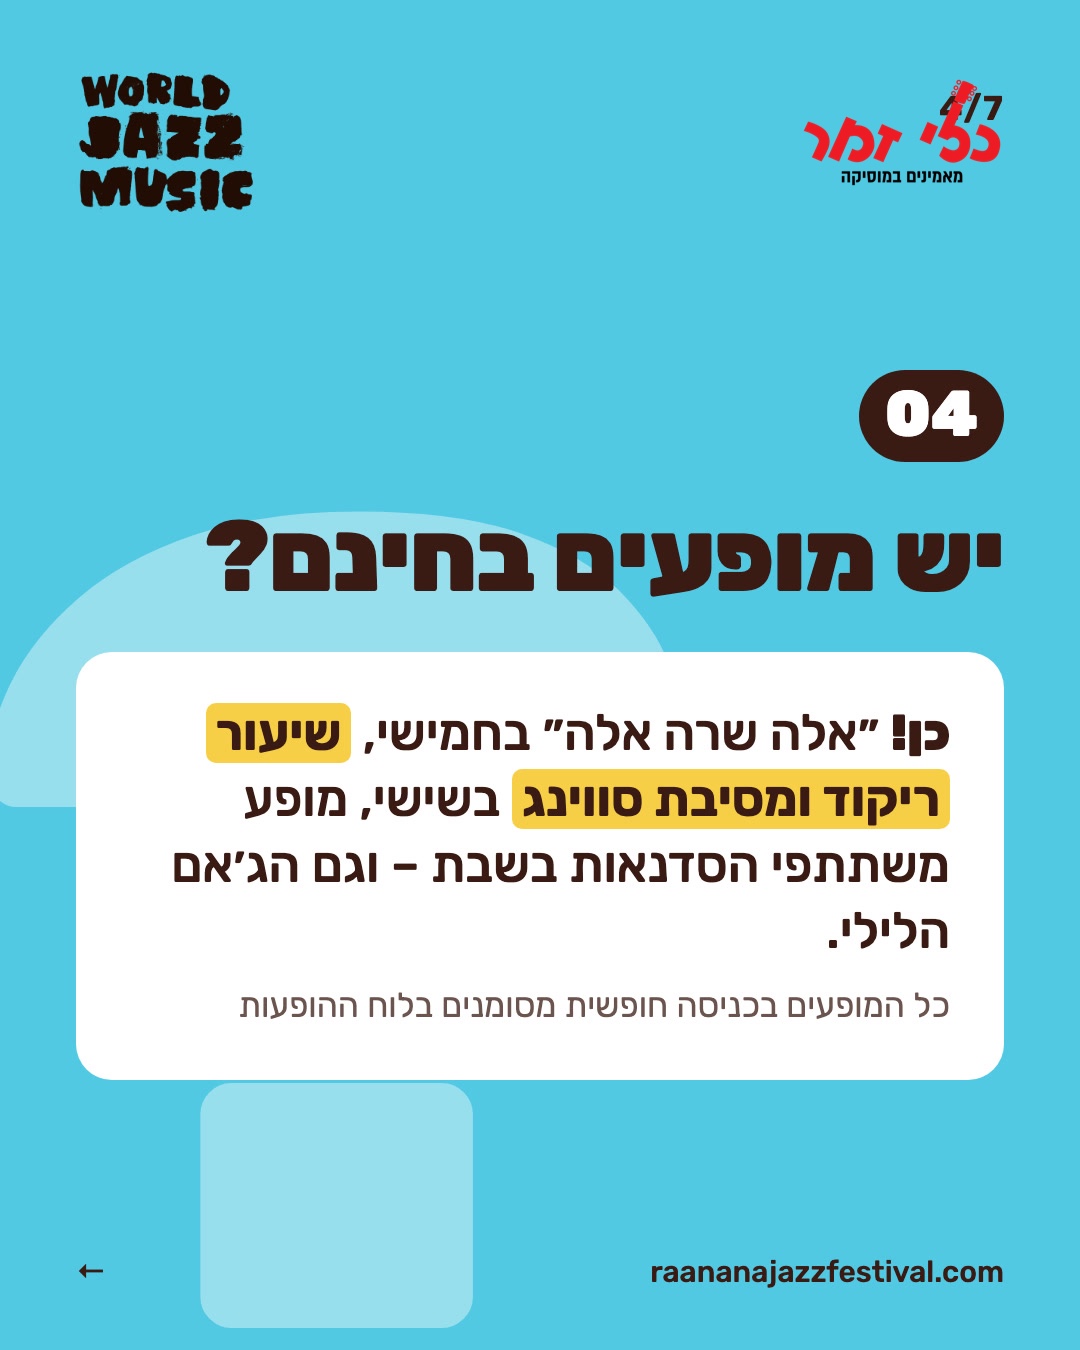 WORLD
JAZZ
MUSIC
4/7
כלי זמר
מאמינים במוסיקה
04
יש מופעים בחינם?
כן! ״אלה שרה אלה״ בחמישי, שיעור
ריקוד ומסיבת סווינג בשישי, מופע
משתתפי הסדנאות בשבת – וגם הג׳אם
הלילי.
כל המופעים בכניסה חופשית מסומנים בלוח ההופעות
raananajazzfestival.com
←